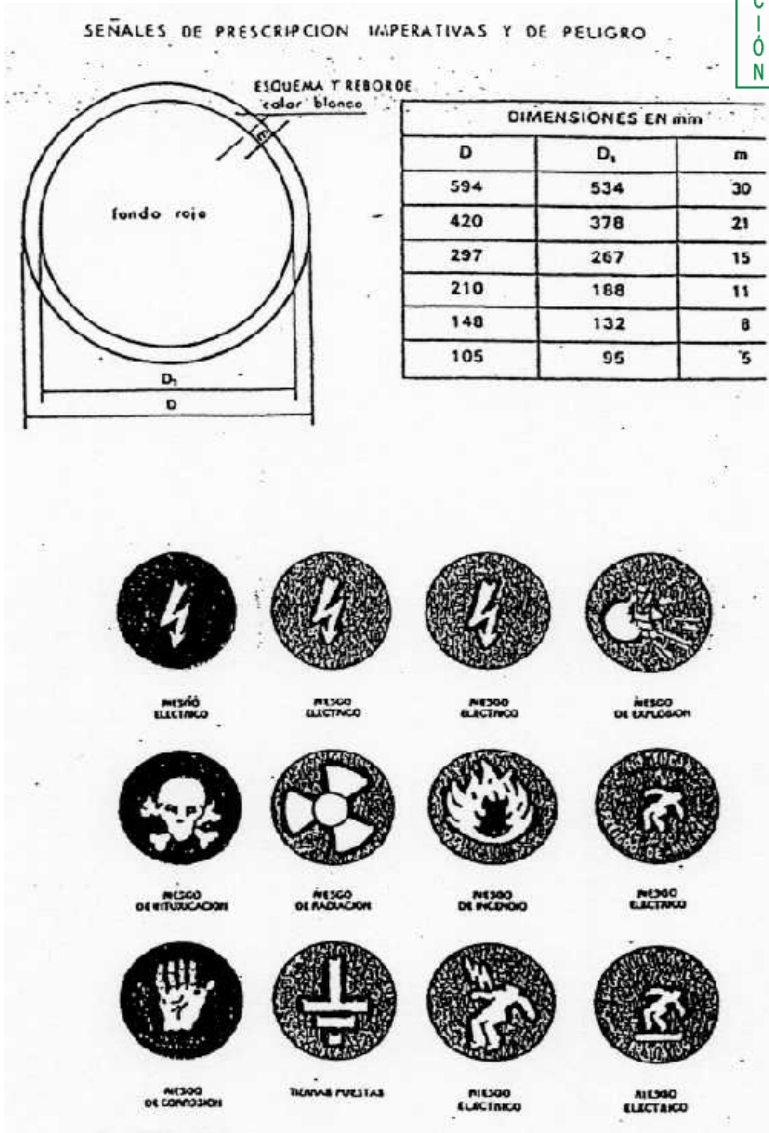 SEÑALES DE PRESCRIPCION IMPERATIVAS Y DE PELIGRO
C
I
Ó
N
ESQUEMA Y REBORDE
color blanco
m
fondo rojo
D₁
D
DIMENSIONES EN mm
D D₁ m
594 534 30
420 378 21
297 267 15
210 188 11
148 132 8
105 95 5
RIESGO RIESGO RIESGO RIESGO
ELECTRICO ELECTRICO ELECTRICO DE EXPLOSION
RIESGO RIESGO RIESGO RIESGO
DE INTOXICACION DE RADIACION DE INCENDIO ELECTRICO
RIESGO TIERRAS PUESTAS RIESGO RIESGO
DE CORROSION ELECTRICO ELECTRICO